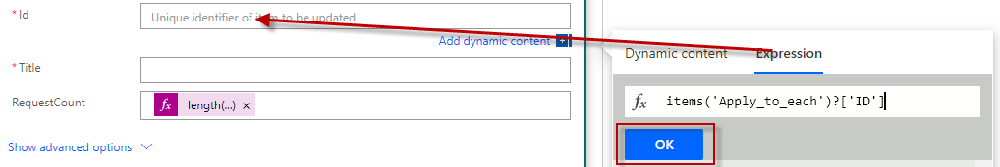 * Id
Unique identifier of item to be updated
Add dynamic content
* Title
RequestCount
fx length(...) ×
Show advanced options
Dynamic content
Expression
fx items('Apply_to_each')?['ID']
OK